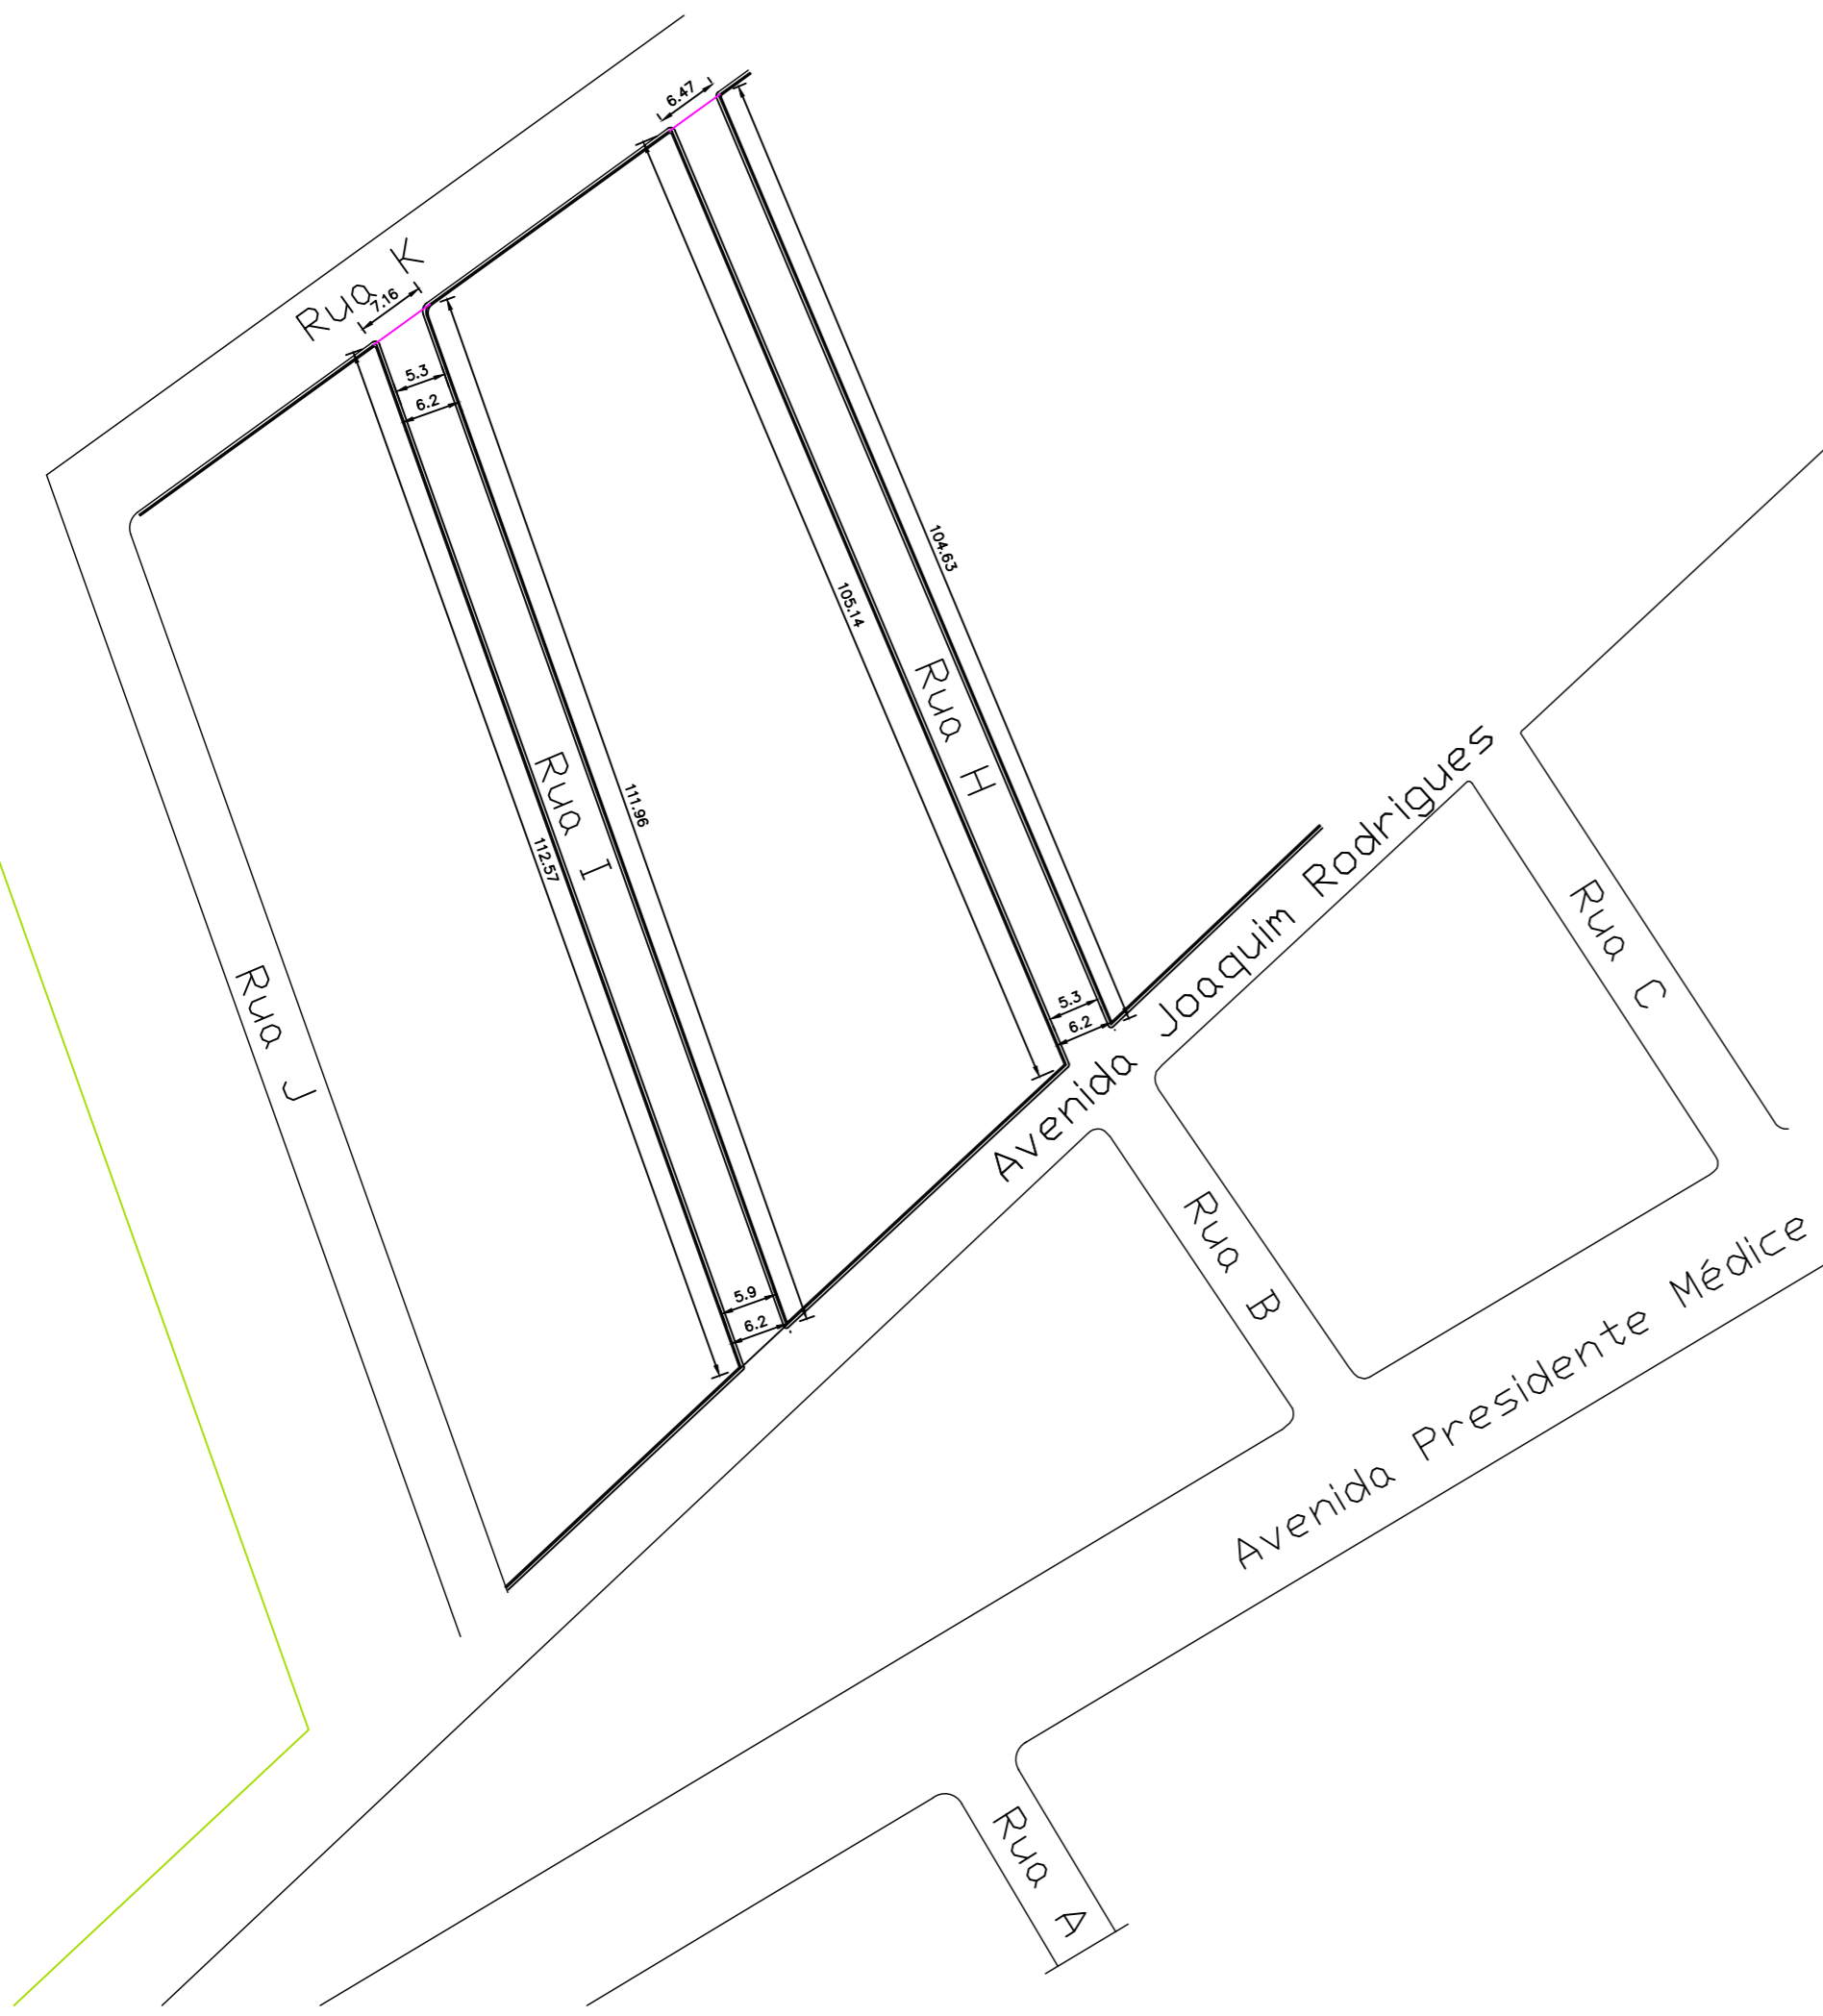 6.47
Rua K
7.16
5.3
6.2
104.63
105.14
Rua H
Rua I
111.96
112.57
Rua J
5.3
6.2
Avenida Joaquim Rodrigues
Rua C
Rua B
5.9
6.2
Avenida Presidente Médice
Rua A